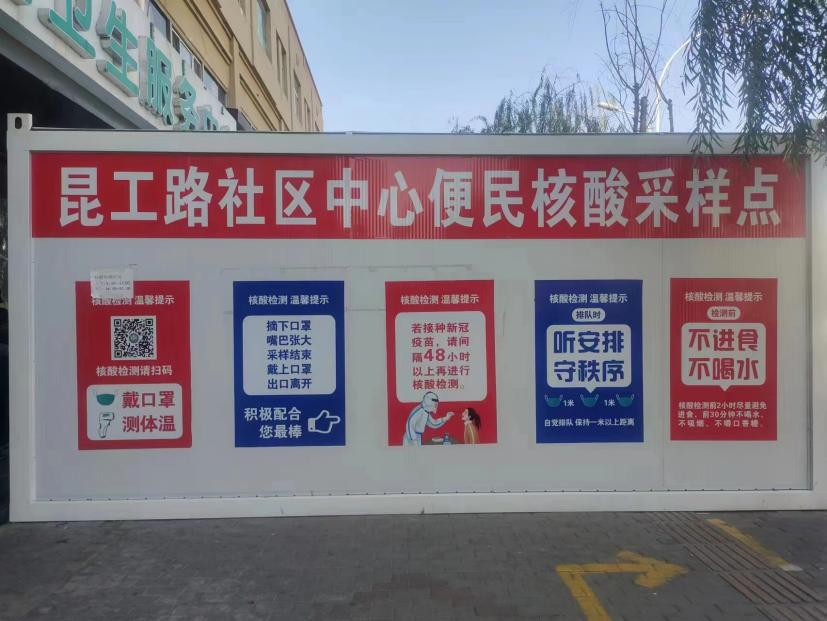 卫生服务
昆工路社区中心便民核酸采样点
核酸检测 温馨提示
核酸检测请扫码
戴口罩
测体温
核酸检测 温馨提示
摘下口罩
嘴巴张大
采样结束
戴上口罩
出口离开
积极配合
您最棒
核酸检测 温馨提示
若接种新冠
疫苗，请间
隔48小时
以上再进行
核酸检测。
核酸检测 温馨提示
排队时
听安排
守秩序
1米 1米
自觉排队 保持一米以上距离
核酸检测 温馨提示
检测前
不进食
不喝水
核酸检测前2小时尽量避免
进食、前30分钟不喝水、
不吸烟、不嚼口香糖。